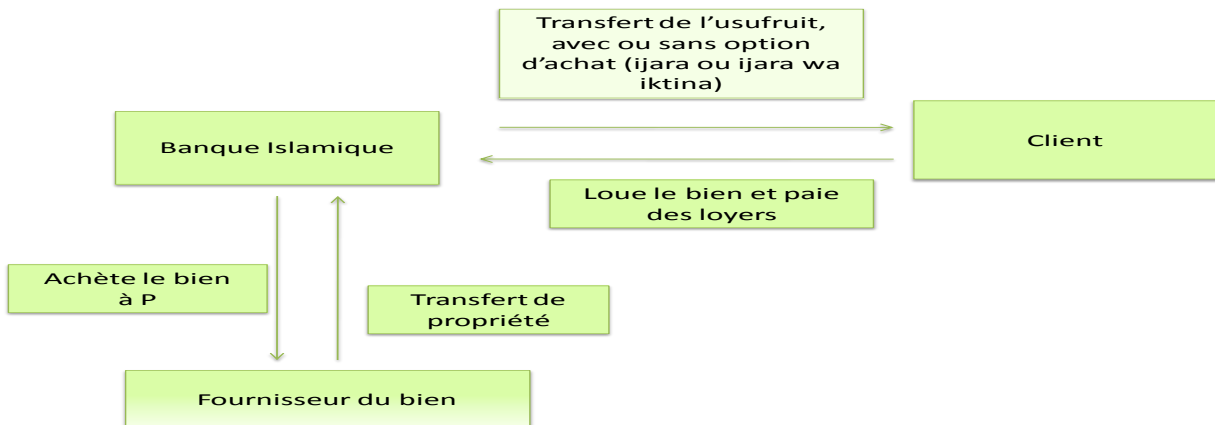 Transfert de l'usufruit,
avec ou sans option
d'achat (ijara ou ijara wa
iktina)
Banque Islamique
Client
Loue le bien et paie
des loyers
Achète le bien
à P
Transfert de
propriété
Fournisseur du bien